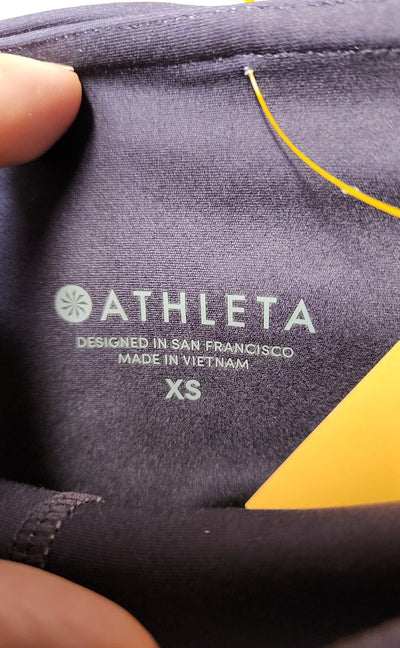 ATHLETA
DESIGNED IN SAN FRANCISCO
MADE IN VIETNAM
XS